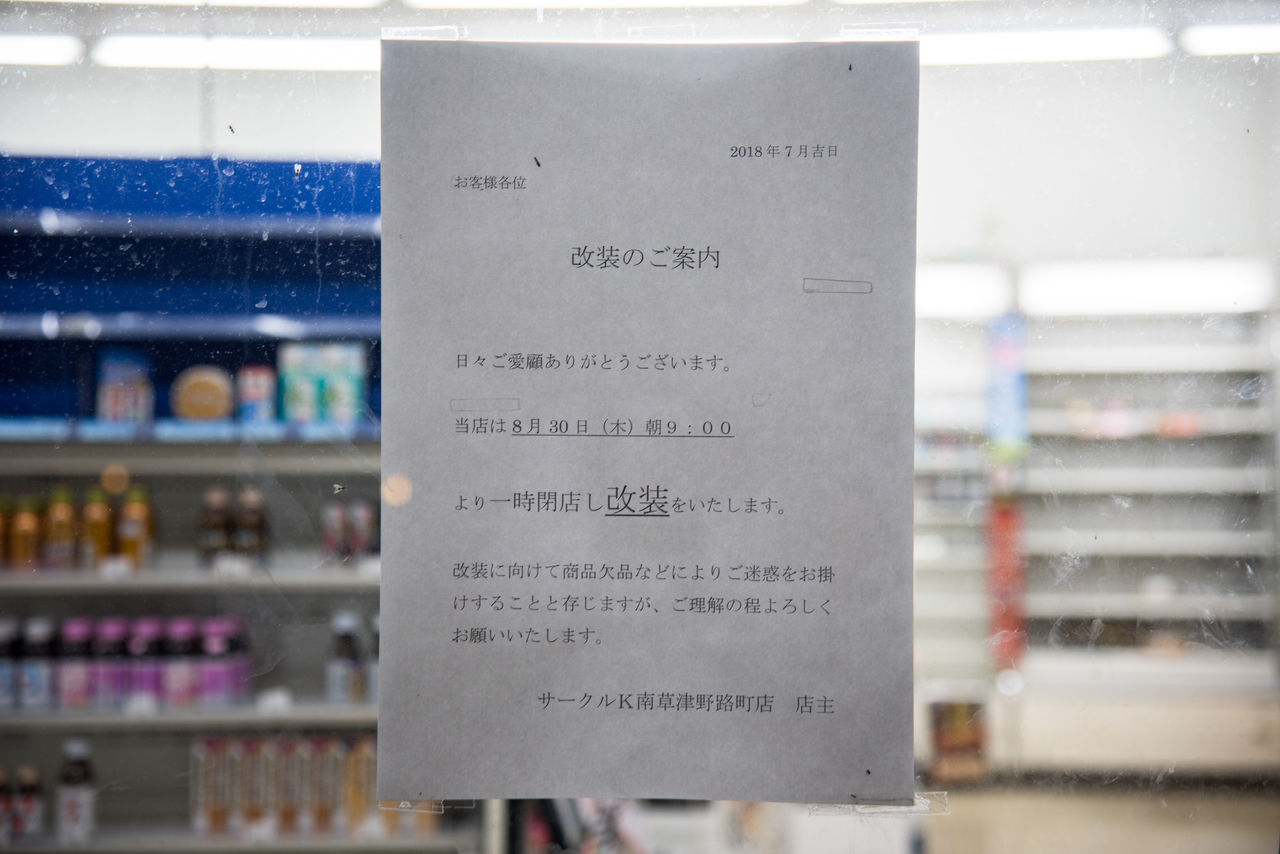 2018年7月吉日
お客様各位
改装のご案内
日々ご愛顧ありがとうございます。
当店は8月30日（木）朝９：００
より一時閉店し改装をいたします。
改装に向けて商品欠品などによりご迷惑をお掛
けすることと存じますが、ご理解の程よろしく
お願いいたします。
サークルＫ南草津野路町店　店主